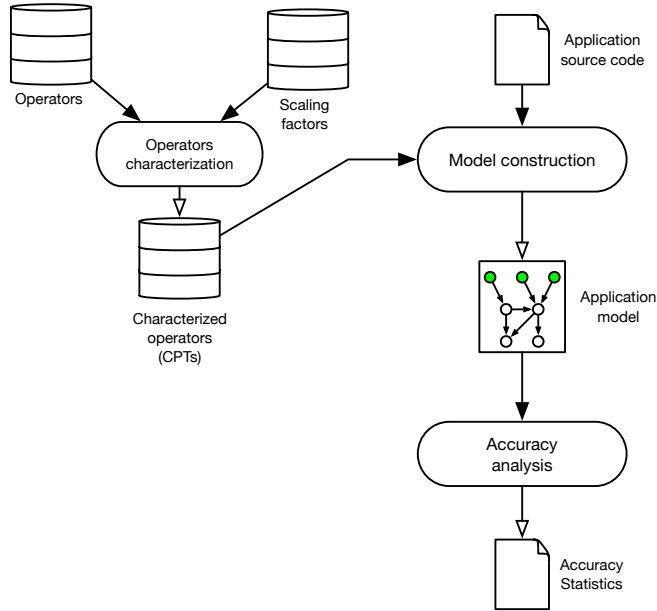 Operators
Scaling
factors
Operators
characterization
Characterized
operators
(CPTs)
Application
source code
Model construction
Application
model
Accuracy
analysis
Accuracy
Statistics